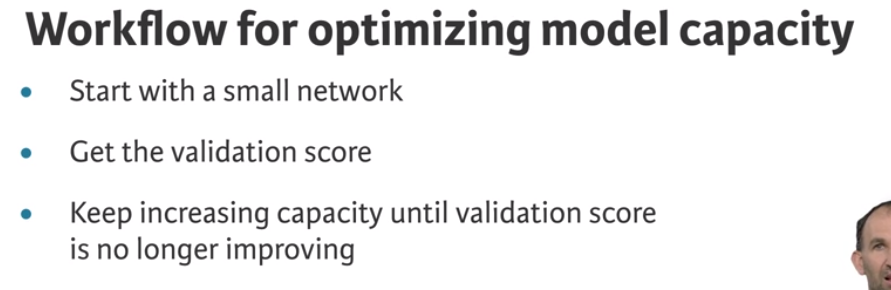 Workflow for optimizing model capacity
• Start with a small network
• Get the validation score
• Keep increasing capacity until validation score
is no longer improving